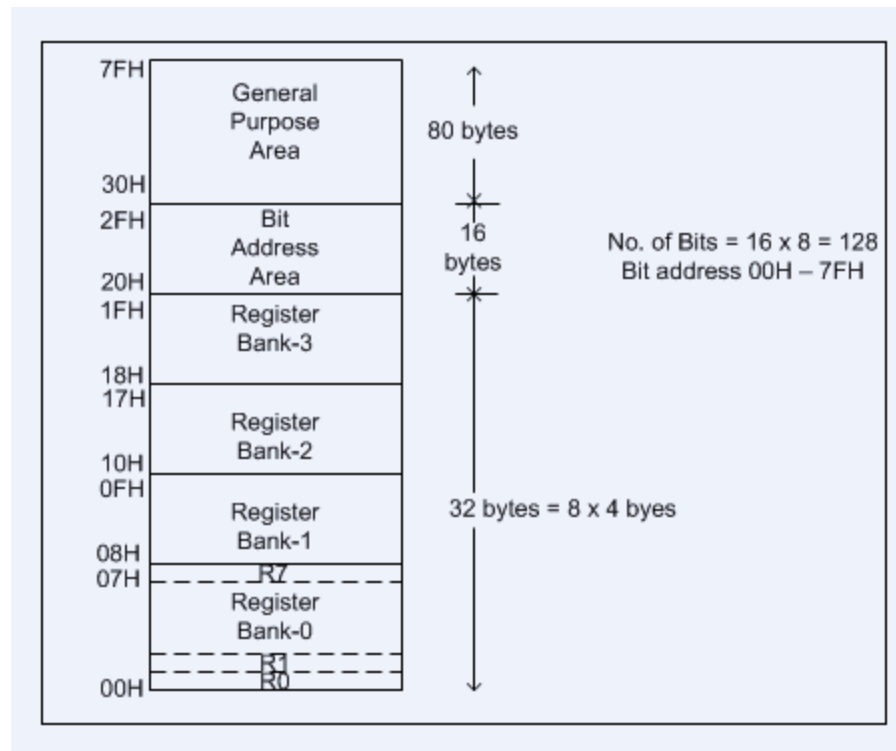 7FH
General
Purpose
Area
80 bytes
30H
2FH
Bit
Address
Area
16
bytes
No. of Bits = 16 x 8 = 128
Bit address 00H – 7FH
20H
1FH
Register
Bank-3
18H
17H
Register
Bank-2
10H
0FH
Register
Bank-1
32 bytes = 8 x 4 byes
08H
07H
R7
Register
Bank-0
R1
R0
00H